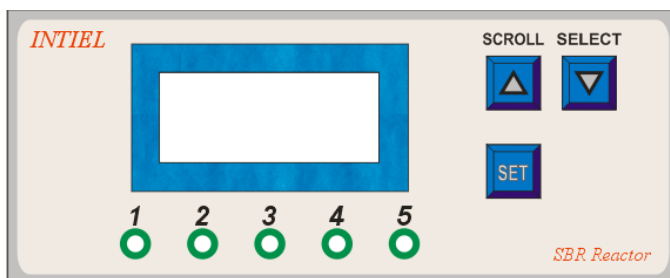 INTIEL
SCROLL SELECT
SET
1 2 3 4 5
SBR Reactor